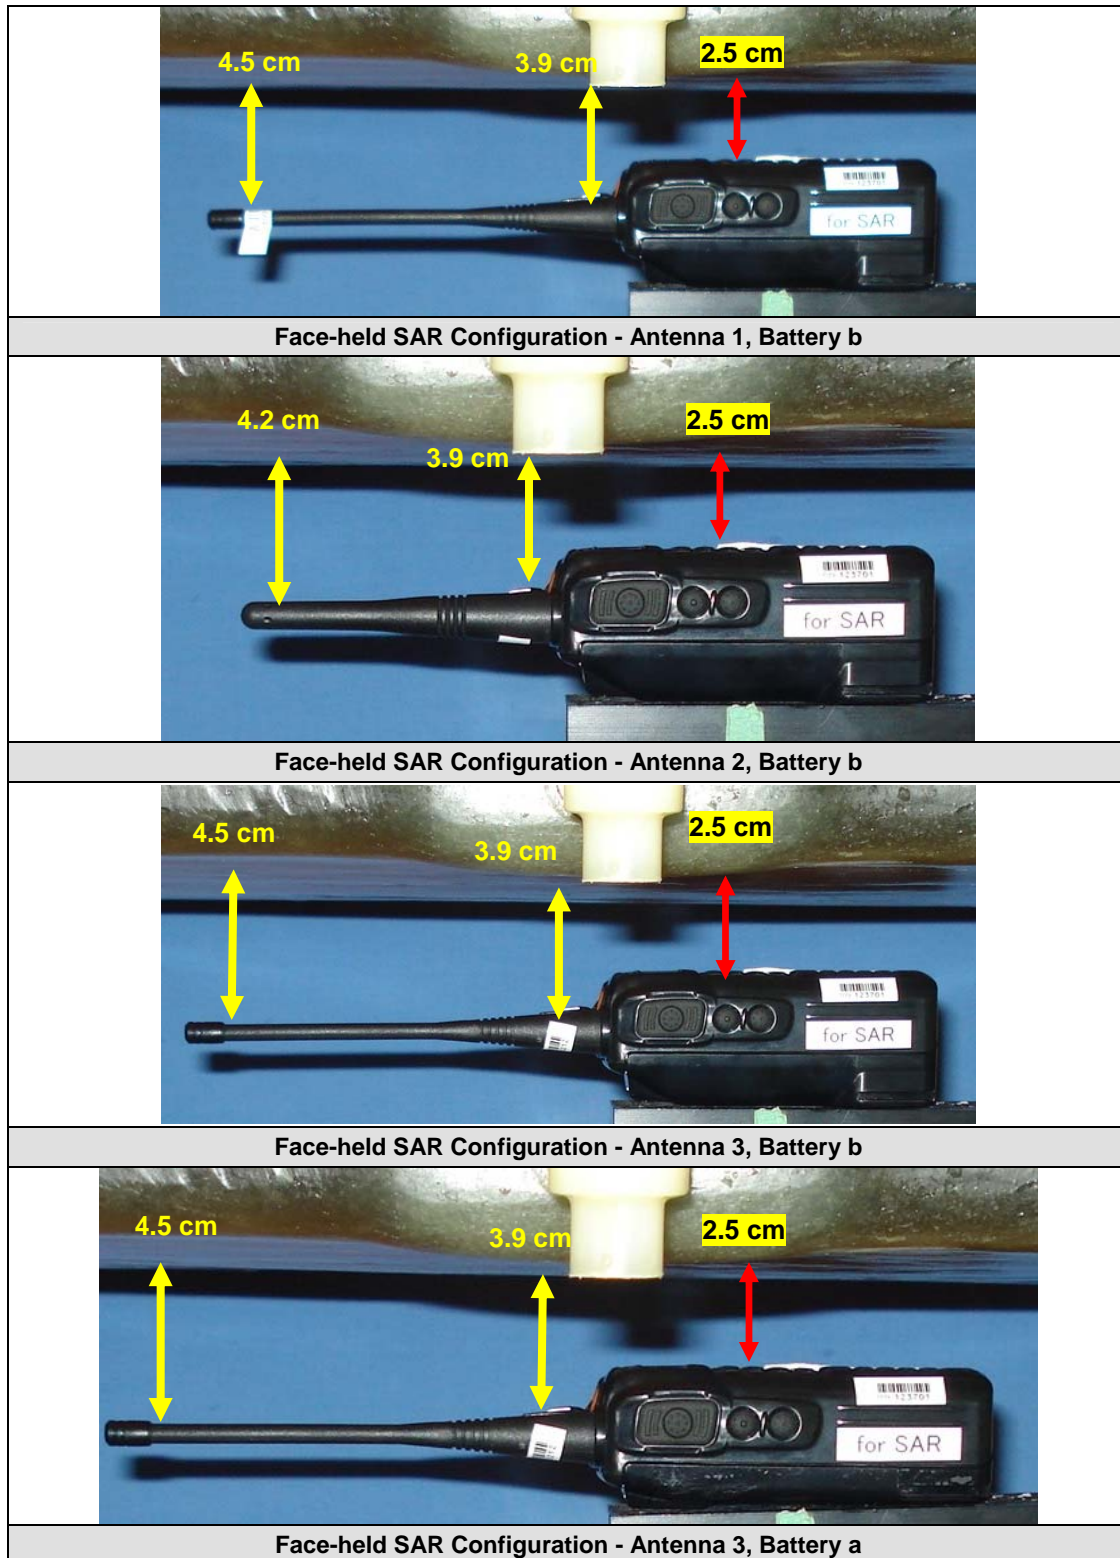 4.5 cm
3.9 cm
2.5 cm
for SAR
Face-held SAR Configuration - Antenna 1, Battery b
4.2 cm
3.9 cm
2.5 cm
123701
for SAR
Face-held SAR Configuration - Antenna 2, Battery b
4.5 cm
3.9 cm
2.5 cm
123701
for SAR
Face-held SAR Configuration - Antenna 3, Battery b
4.5 cm
3.9 cm
2.5 cm
123701
for SAR
Face-held SAR Configuration - Antenna 3, Battery a